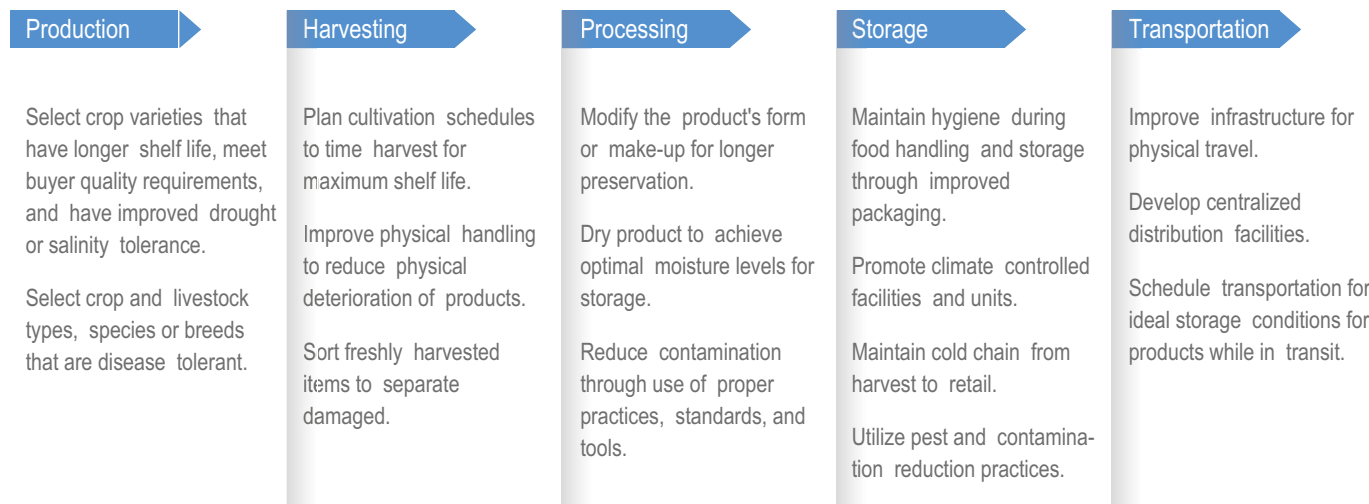 Production
Select crop varieties that
have longer shelf life, meet
buyer quality requirements,
and have improved drought
or salinity tolerance.
Select crop and livestock
types, species or breeds
that are disease tolerant.
Harvesting
Plan cultivation schedules
to time harvest for
maximum shelf life.
Improve physical handling
to reduce physical
deterioration of products.
Sort freshly harvested
items to separate
damaged.
Processing
Modify the product's form
or make-up for longer
preservation.
Dry product to achieve
optimal moisture levels for
storage.
Reduce contamination
through use of proper
practices, standards, and
tools.
Storage
Maintain hygiene during
food handling and storage
through improved
packaging.
Promote climate controlled
facilities and units.
Maintain cold chain from
harvest to retail.
Utilize pest and contamina-
tion reduction practices.
Transportation
Improve infrastructure for
physical travel.
Develop centralized
distribution facilities.
Schedule transportation for
ideal storage conditions for
products while in transit.